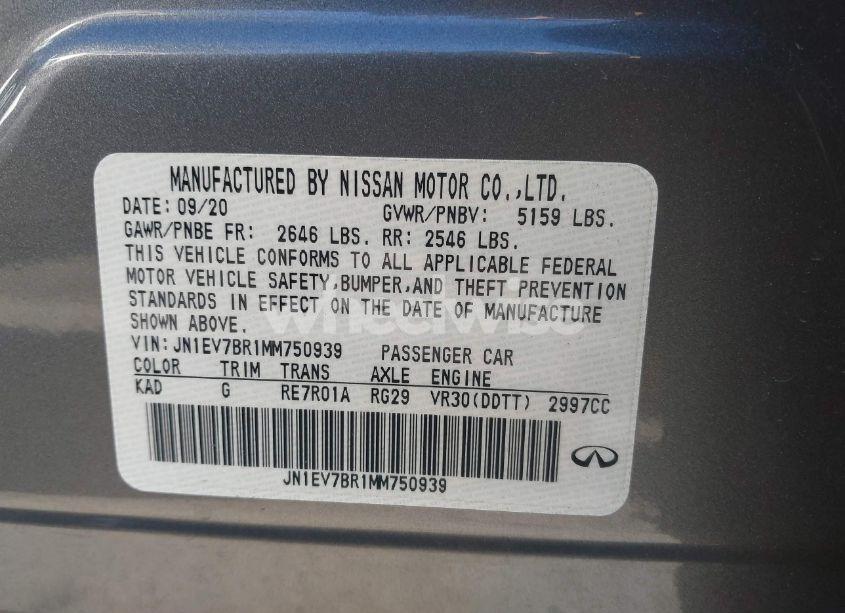 MANUFACTURED BY NISSAN MOTOR CO.,LTD.
DATE: 09/20 GVWR/PNBV: 5159 LBS.
GAWR/PNBE FR: 2646 LBS. RR: 2546 LBS.
THIS VEHICLE CONFORMS TO ALL APPLICABLE FEDERAL
MOTOR VEHICLE SAFETY,BUMPER,AND THEFT PREVENTION
STANDARDS IN EFFECT ON THE DATE OF MANUFACTURE
SHOWN ABOVE.
wheelwise
VIN:JN1EV7BR1MM750939 PASSENGER CAR
COLOR TRIM TRANS AXLE ENGINE
KAD G RE7R01A RG29 VR30(DDTT) 2997CC
JN1EV7BR1MM750939